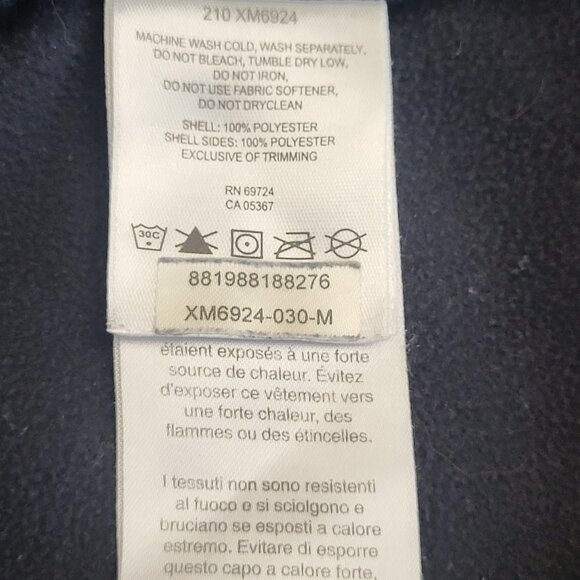 210 XM6924
MACHINE WASH COLD, WASH SEPARATELY,
DO NOT BLEACH, TUMBLE DRY LOW,
DO NOT IRON,
DO NOT USE FABRIC SOFTENER,
DO NOT DRYCLEAN
SHELL: 100% POLYESTER
SHELL SIDES: 100% POLYESTER
EXCLUSIVE OF TRIMMING
RN 69724
CA 05367
30C
881988188276
XM6924-030-M
étaient exposés à une forte
source de chaleur. Évitez
d'exposer ce vêtement vers
une forte chaleur, des
flammes ou des étincelles.
I tessuti non sono resistenti
al fuoco e si sciolgono e
bruciano se esposti a calore
estremo. Evitare di esporre
questo capo a calore forte,